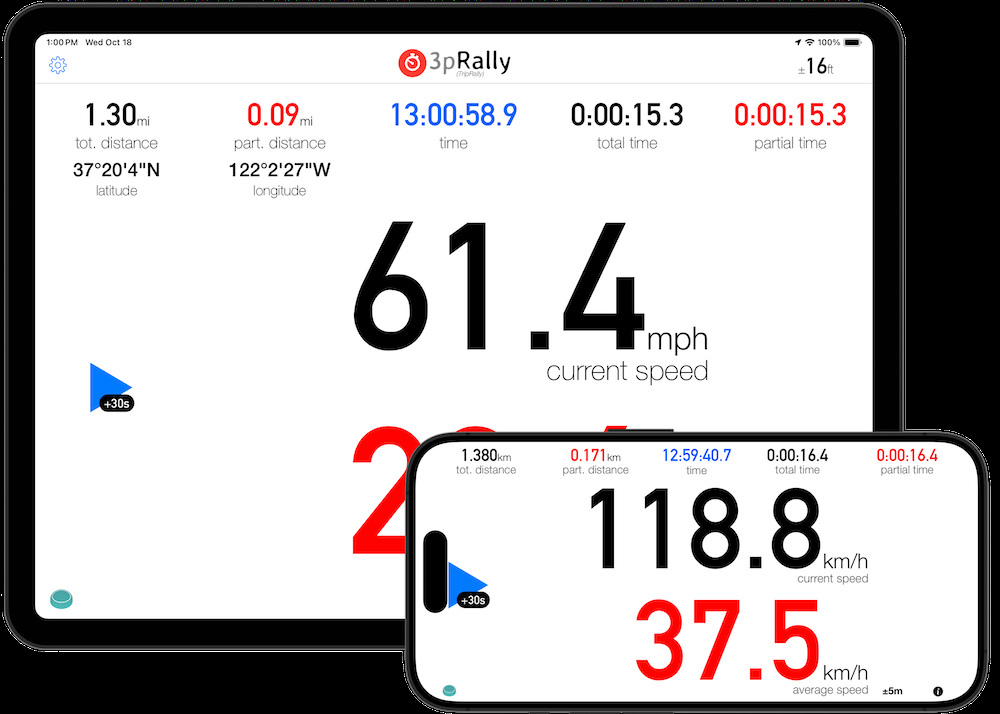 1:00 PM Wed Oct 18 100%
3pRally
(TripRally)
±16ft
1.30mi 0.09mi 13:00:58.9 0:00:15.3 0:00:15.3
tot. distance part. distance time total time partial time
37°20'4"N 122°2'27"W
latitude longitude
61.4mph
current speed
+30s
1.380km 0.171km 12:59:40.7 0:00:16.4 0:00:16.4
tot. distance part. distance time total time partial time
118.8km/h
current speed
+30s
37.5km/h
average speed
±5m